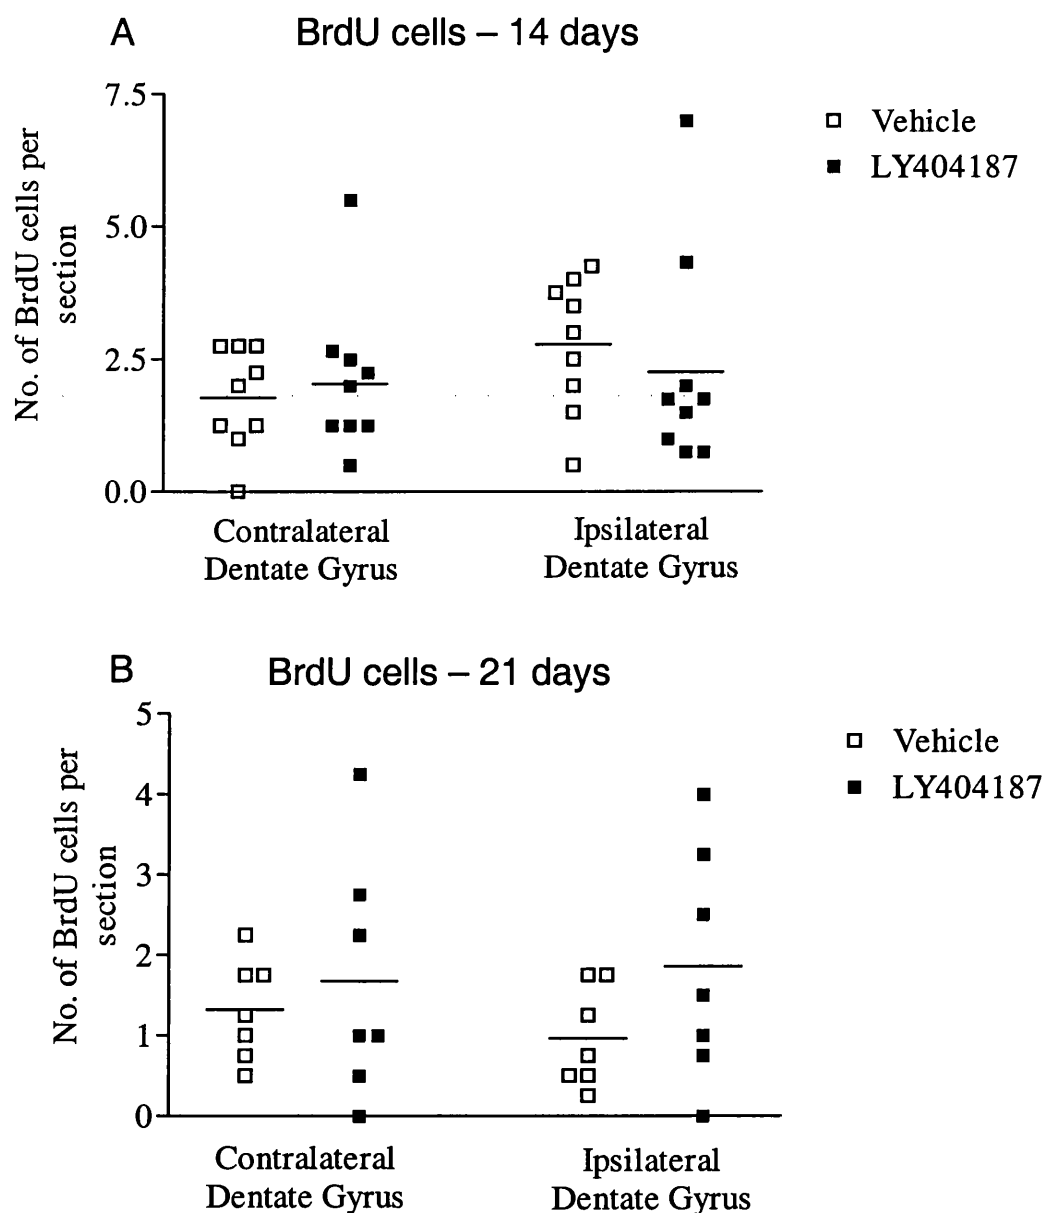 A
BrdU cells – 14 days
No. of BrdU cells per
section
7.5
5.0
2.5
0.0
Vehicle
LY404187
Contralateral
Dentate Gyrus
Ipsilateral
Dentate Gyrus
B
BrdU cells – 21 days
No. of BrdU cells per
section
5
4
3
2
1
0
Vehicle
LY404187
Contralateral
Dentate Gyrus
Ipsilateral
Dentate Gyrus